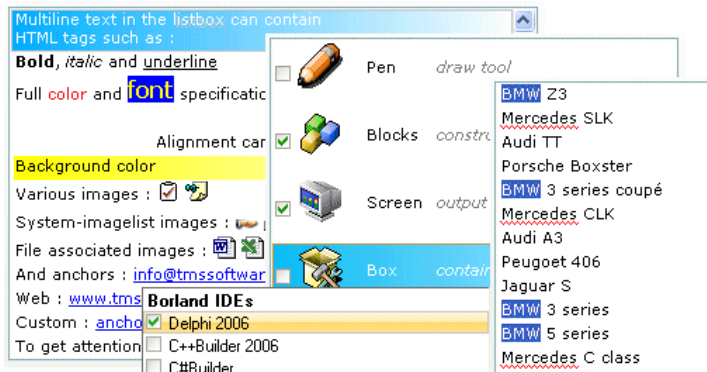 Multiline text in the listbox can contain
HTML tags such as :
Bold, italic and underline
Full color and font specificatic
Alignment car
Background color
Various images :
System-imagelist images :
File associated images :
And anchors : info@tmssoftwar
Web : www.tms
Custom : ancho
To get attention
Pen draw tool
Blocks constru
Screen output
Box contain
Borland IDEs
Delphi 2006
C++Builder 2006
C#Builder
BMW Z3
Mercedes SLK
Audi TT
Porsche Boxster
BMW 3 series coupé
Mercedes CLK
Audi A3
Peugoet 406
Jaguar S
BMW 3 series
BMW 5 series
Mercedes C class